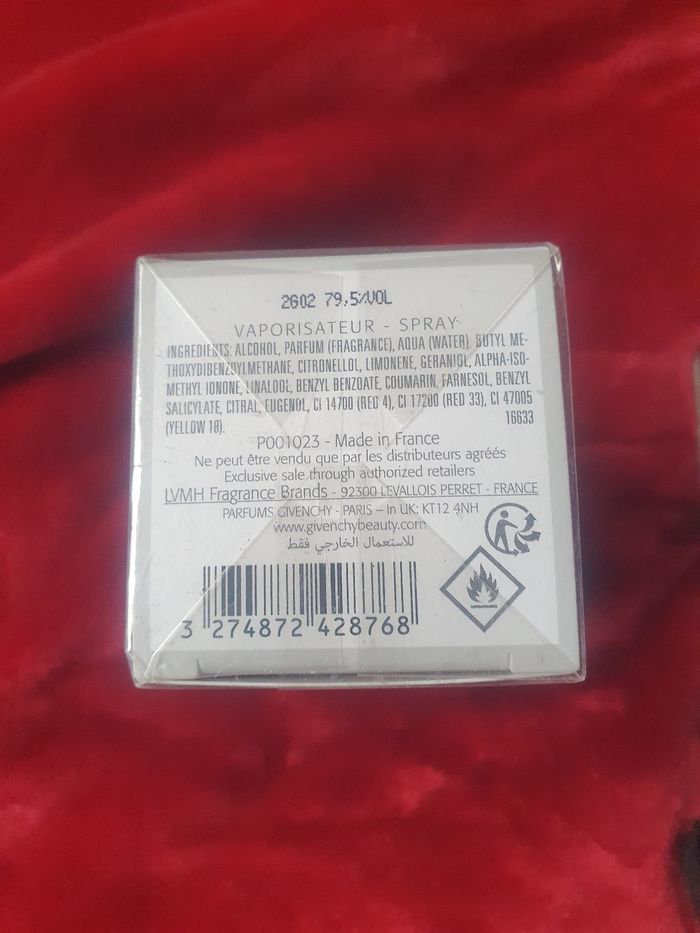 2G02 79,5%VOL
VAPORISATEUR - SPRAY
INGREDIENTS: ALCOHOL, PARFUM (FRAGRANCE), AQUA (WATER), BUTYL ME-
THOXYDIBENZOYLMETHANE, CITRONELLOL, LIMONENE, GERANIOL, ALPHA-ISO-
METHYL IONONE, LINALOOL, BENZYL BENZOATE, COUMARIN, FARNESOL, BENZYL
SALICYLATE, CITRAL, EUGENOL, CI 14700 (RED 4), CI 17200 (RED 33), CI 47005
(YELLOW 10). 16633
P001023 - Made in France
Ne peut être vendu que par les distributeurs agréés
Exclusive sale through authorized retailers
LVMH Fragrance Brands - 92300 LEVALLOIS PERRET - FRANCE
PARFUMS GIVENCHY - PARIS – In UK: KT12 4NH
www.givenchybeauty.com
للاستعمال الخارجي فقط
3 274872 428768